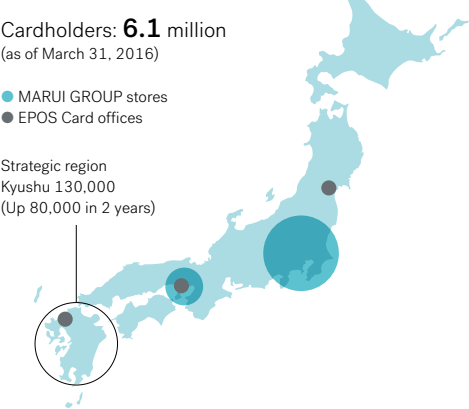 Cardholders: 6.1 million
(as of March 31, 2016)
MARUI GROUP stores
EPOS Card offices
Strategic region
Kyushu 130,000
(Up 80,000 in 2 years)